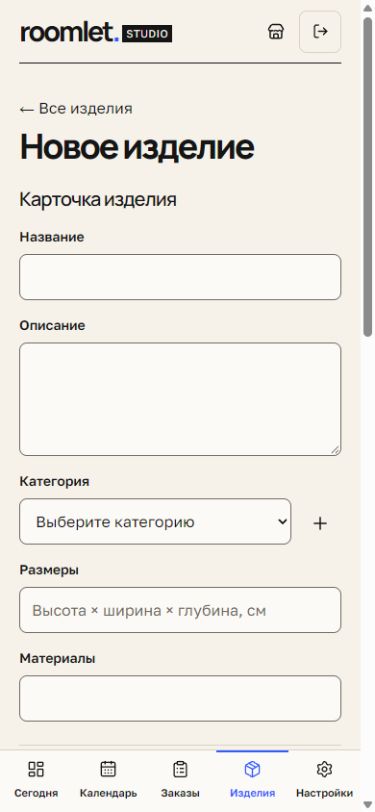 roomlet. STUDIO
← Все изделия
Новое изделие
Карточка изделия
Название
Описание
Категория
Выберите категорию
Размеры
Высота × ширина × глубина, см
Материалы
Сегодня Календарь Заказы Изделия Настройки